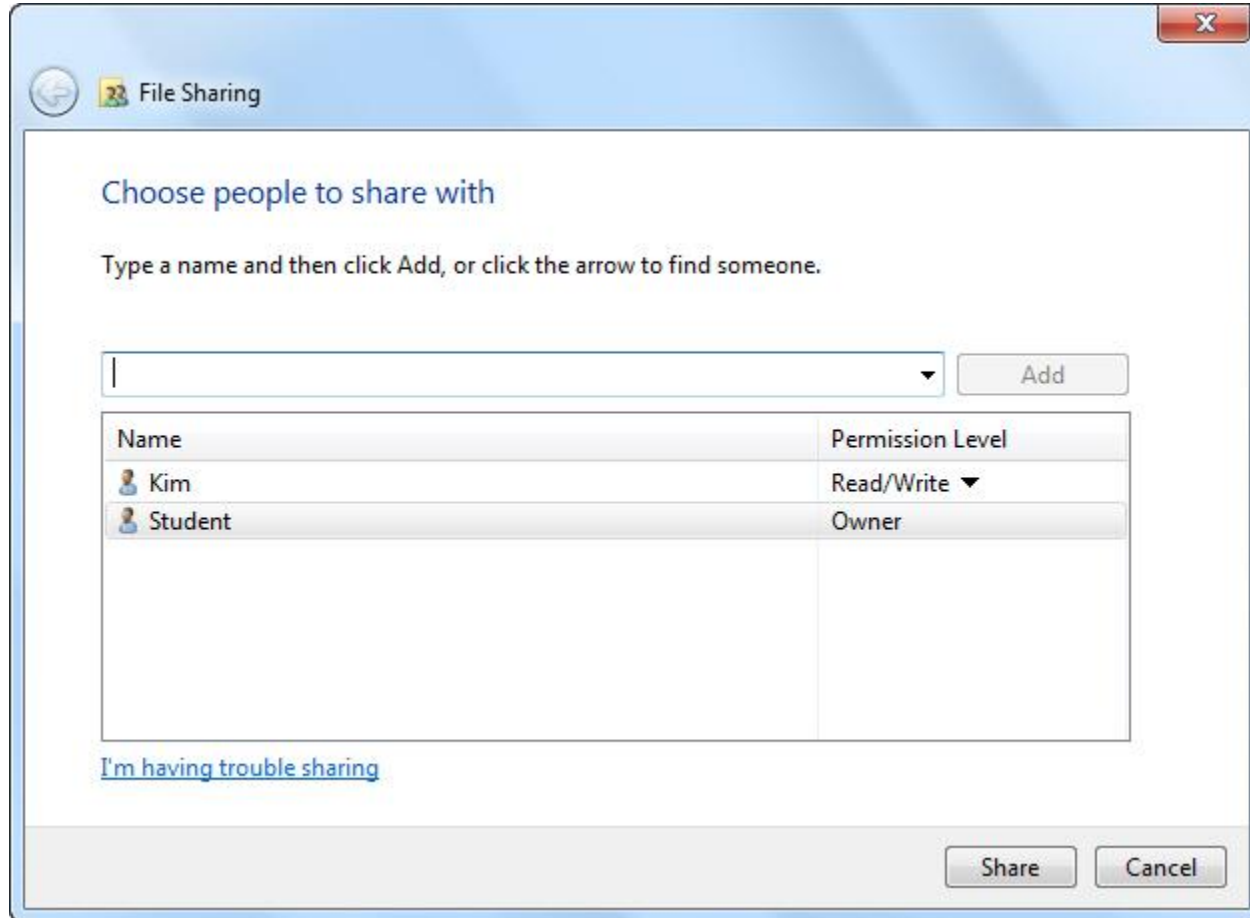 File Sharing
Choose people to share with
Type a name and then click Add, or click the arrow to find someone.
Add
Name Permission Level
Kim Read/Write
Student Owner
I'm having trouble sharing
Share Cancel